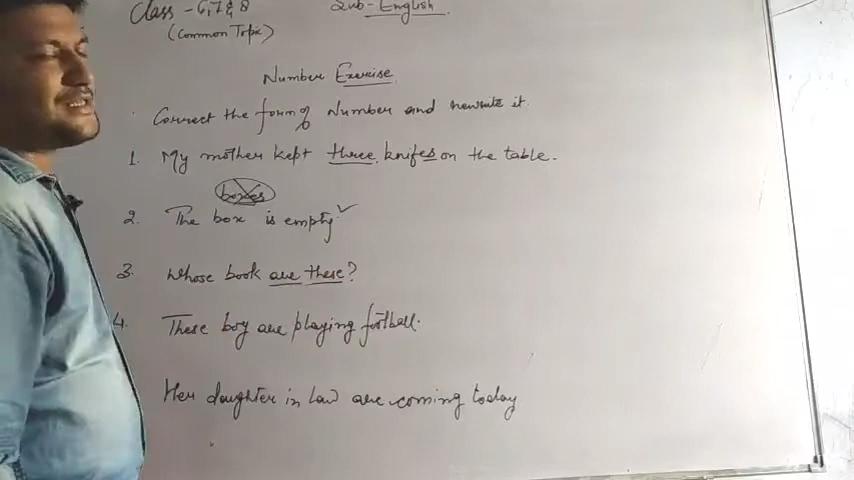 Class - 6,7 & 8 Sub- English.
(Common Topic)
Number Exercise
Correct the form of Number and rewrite it.
1. My mother kept three knifes on the table.
boxes
2. The box is empty ✓
3. Whose book are these?
4. These boy are playing football.
Her daughter in law are coming today